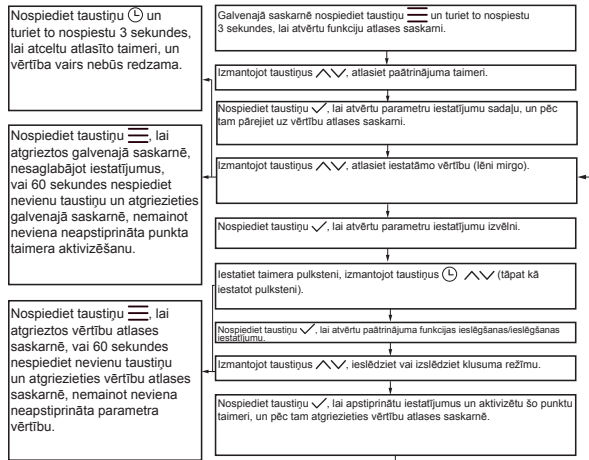 Nospiediet taustiņu un
turiet to nospiestu 3 sekundes,
lai atceltu atlasīto taimeri, un
vērtība vairs nebūs redzama.
Galvenajā saskarnē nospiediet taustiņu un turiet to nospiestu
3 sekundes, lai atvērtu funkciju atlases saskarni.
Izmantojot taustiņus, atlasiet paātrinājuma taimeri.
Nospiediet taustiņu, lai atvērtu parametru iestatījumu sadaļu, un pēc
tam pārejiet uz vērtību atlases saskarni.
Nospiediet taustiņu, lai
atgrieztos galvenajā saskarnē,
nesaglabājot iestatījumus,
vai 60 sekundes nespiediet
nevienu taustiņu un atgriezieties
galvenajā saskarnē, nemainot
neviena neapstiprināta punkta
taimera aktivizēšanu.
Izmantojot taustiņus, atlasiet iestatāmo vērtību (lēni mirgo).
Nospiediet taustiņu, lai atvērtu parametru iestatījumu izvēlni.
Iestatiet taimera pulksteni, izmantojot taustiņus (tāpat kā
iestatot pulksteni).
Nospiediet taustiņu, lai
atgrieztos vērtību atlases
saskarnē, vai 60 sekundes
nespiediet nevienu taustiņu
un atgriezieties vērtību atlases
saskarnē, nemainot neviena
neapstiprināta parametra
vērtību.
Nospiediet taustiņu, lai atvērtu paātrinājuma funkcijas ieslēgšanas/ieslēgšanas
iestatījumu.
Izmantojot taustiņus, ieslēdziet vai izslēdziet klusuma režīmu.
Nospiediet taustiņu, lai apstiprinātu iestatījumus un aktivizētu šo punktu
taimeri, un pēc tam atgriezieties vērtību atlases saskarnē.